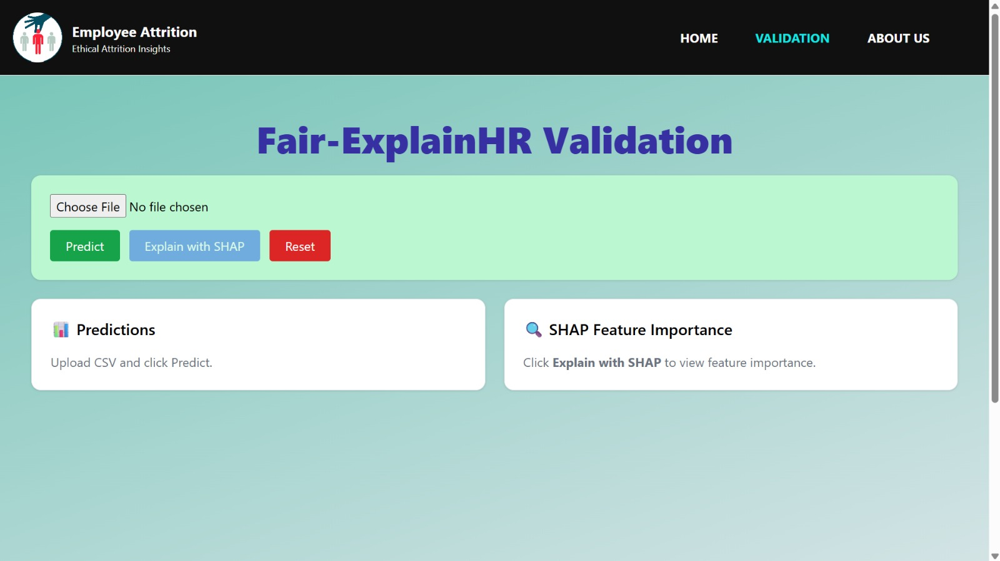 Employee Attrition
Ethical Attrition Insights
HOME
VALIDATION
ABOUT US
Fair-ExplainHR Validation
Choose File No file chosen
Predict
Explain with SHAP
Reset
Predictions
Upload CSV and click Predict.
SHAP Feature Importance
Click Explain with SHAP to view feature importance.